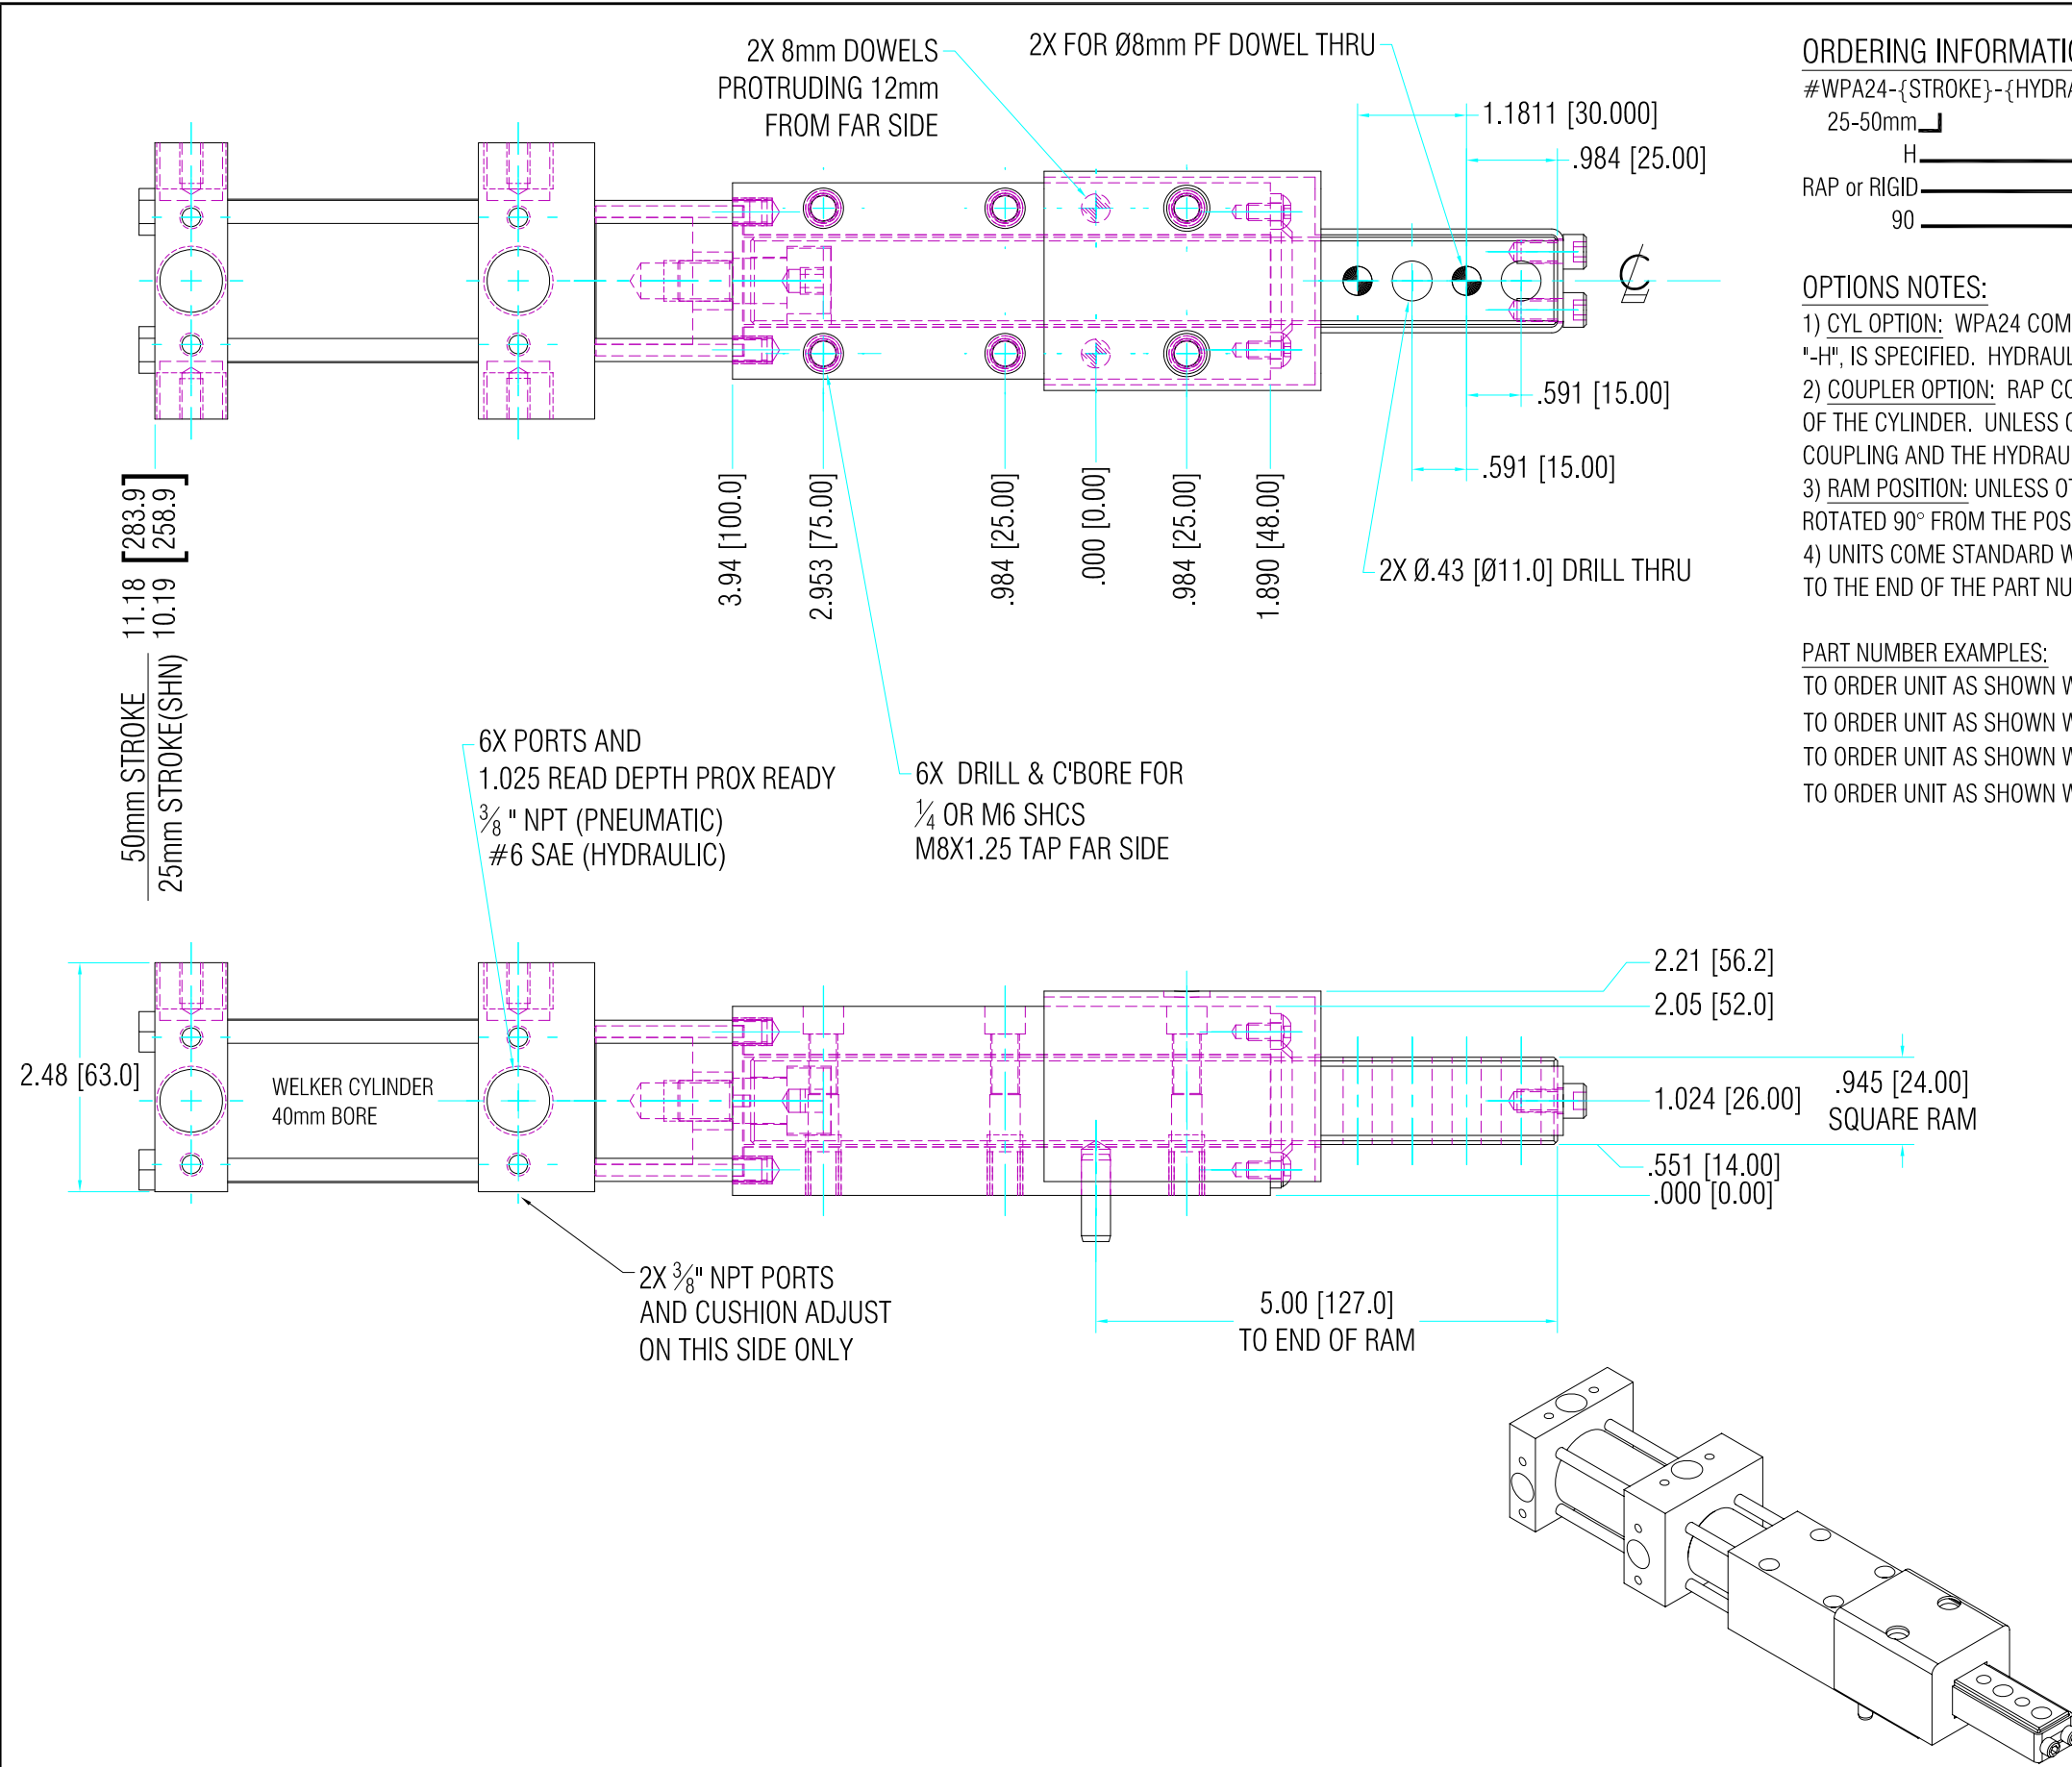 2X 8mm DOWELS
PROTRUDING 12mm
FROM FAR SIDE
2X FOR Ø8mm PF DOWEL THRU
1.1811 [30.000]
.984 [25.00]
.591 [15.00]
.591 [15.00]
2X Ø.43 [Ø11.0] DRILL THRU
ORDERING INFORMATI
#WPA24-{STROKE}-{HYDRA
25-50mm
H
RAP or RIGID
90
OPTIONS NOTES:
1) CYL OPTION: WPA24 COM
"-H", IS SPECIFIED. HYDRAUL
2) COUPLER OPTION: RAP CO
OF THE CYLINDER. UNLESS
COUPLING AND THE HYDRAU
3) RAM POSITION: UNLESS OT
ROTATED 90° FROM THE POS
4) UNITS COME STANDARD W
TO THE END OF THE PART NU
PART NUMBER EXAMPLES:
TO ORDER UNIT AS SHOWN W
TO ORDER UNIT AS SHOWN W
TO ORDER UNIT AS SHOWN W
TO ORDER UNIT AS SHOWN W
50mm STROKE 11.18 [283.9]
25mm STROKE(SHN) 10.19 [258.9]
3.94 [100.0]
2.953 [75.00]
.984 [25.00]
.000 [0.00]
.984 [25.00]
1.890 [48.00]
6X PORTS AND
1.025 READ DEPTH PROX READY
3/8" NPT (PNEUMATIC)
#6 SAE (HYDRAULIC)
6X DRILL & C'BORE FOR
1/4 OR M6 SHCS
M8X1.25 TAP FAR SIDE
2.48 [63.0]
WELKER CYLINDER
40mm BORE
2.21 [56.2]
2.05 [52.0]
1.024 [26.00]
.945 [24.00]
SQUARE RAM
.551 [14.00]
.000 [0.00]
2X 3/8" NPT PORTS
AND CUSHION ADJUST
ON THIS SIDE ONLY
5.00 [127.0]
TO END OF RAM